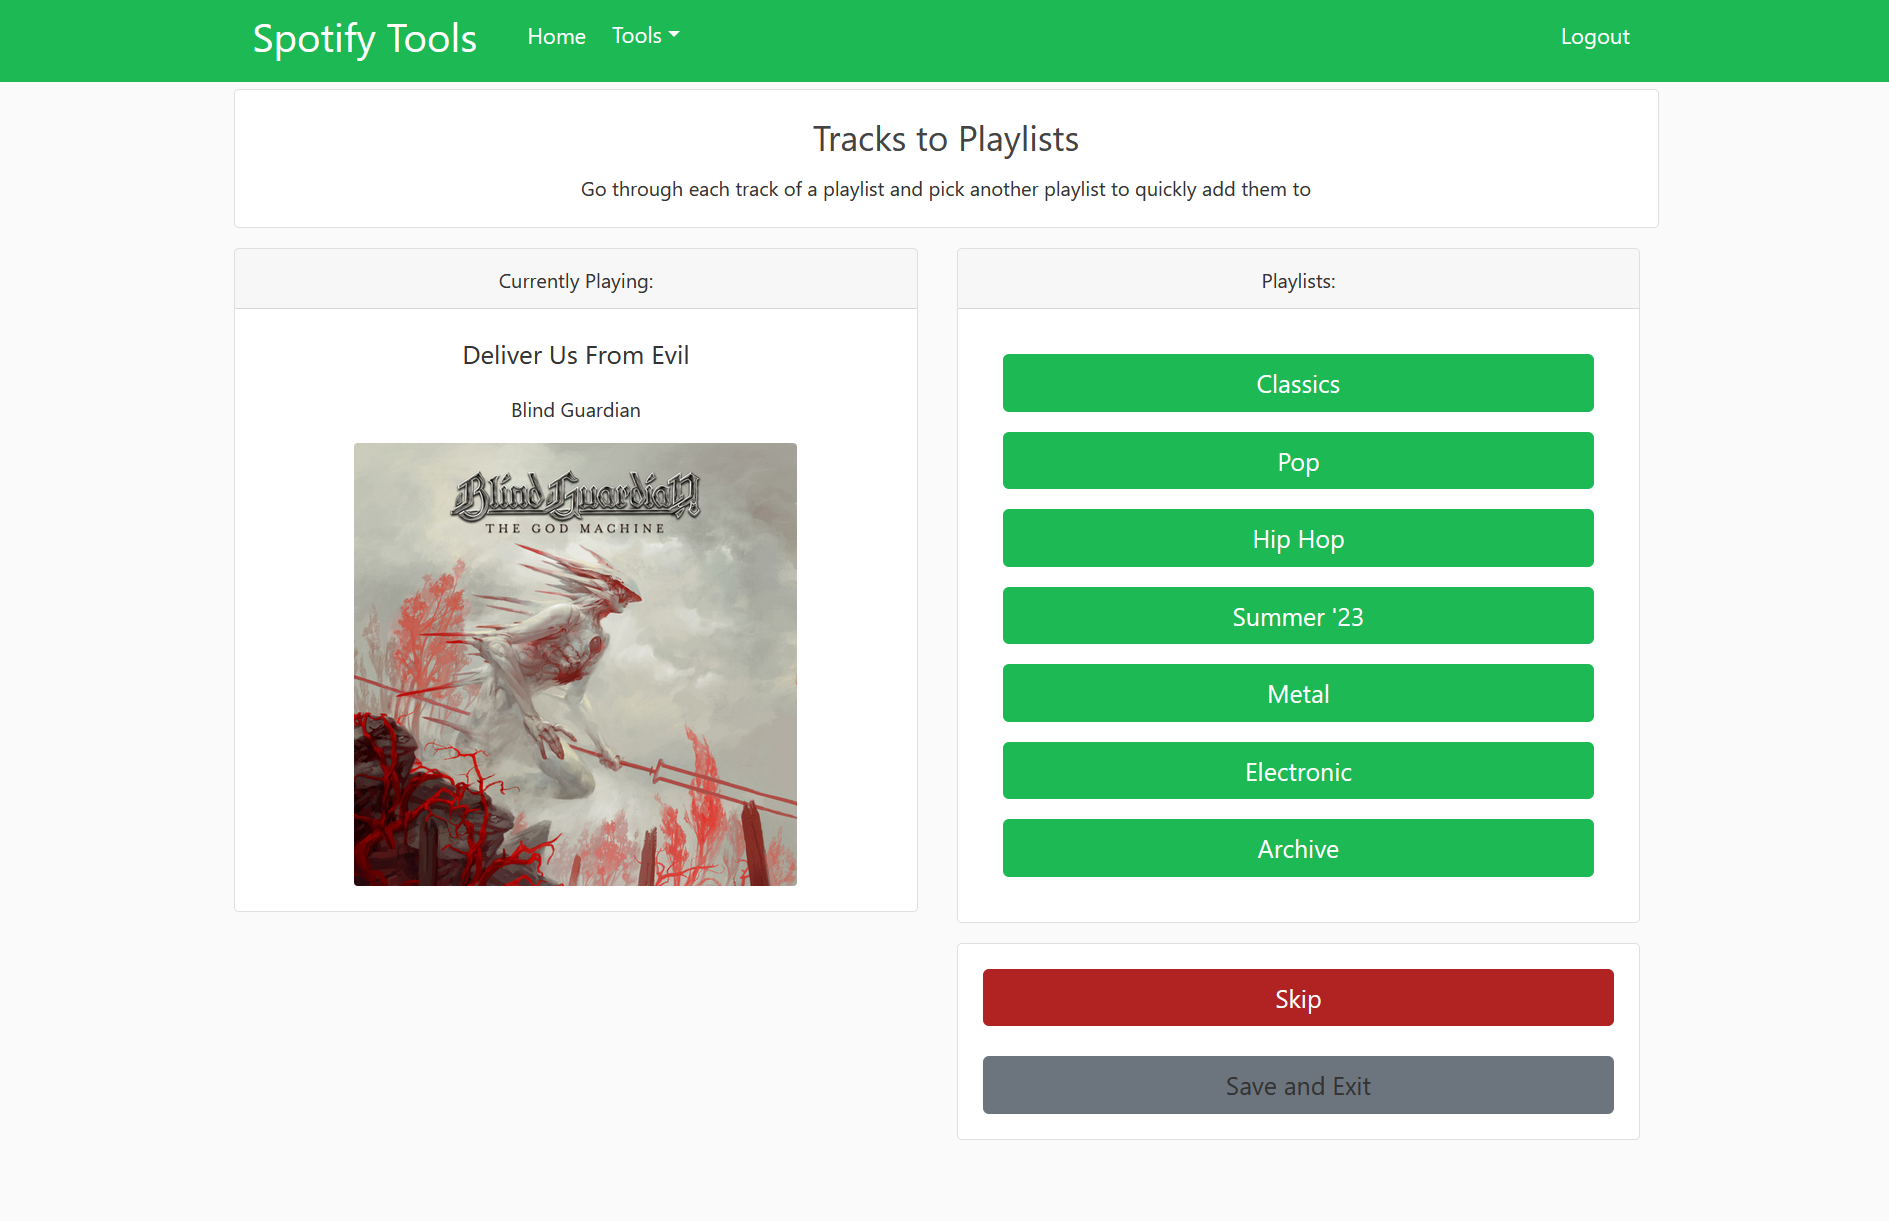 Spotify Tools
Home
Tools
Logout
Tracks to Playlists
Go through each track of a playlist and pick another playlist to quickly add them to
Currently Playing:
Deliver Us From Evil
Blind Guardian
Blind Guardian
THE GOD MACHINE
Playlists:
Classics
Pop
Hip Hop
Summer '23
Metal
Electronic
Archive
Skip
Save and Exit